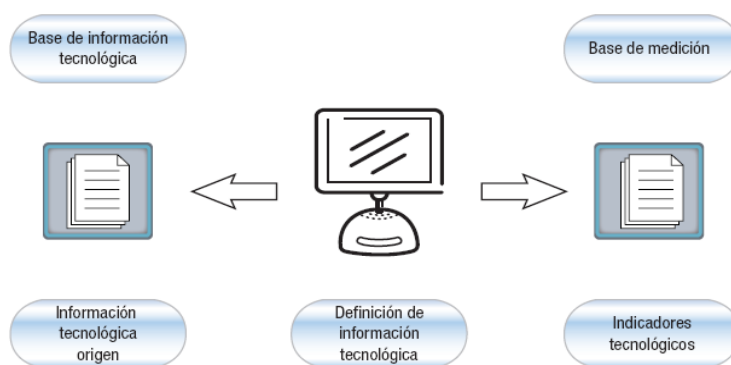 Base de información
tecnológica
Base de medición
Información
tecnológica
origen
Definición de
información
tecnológica
Indicadores
tecnológicos